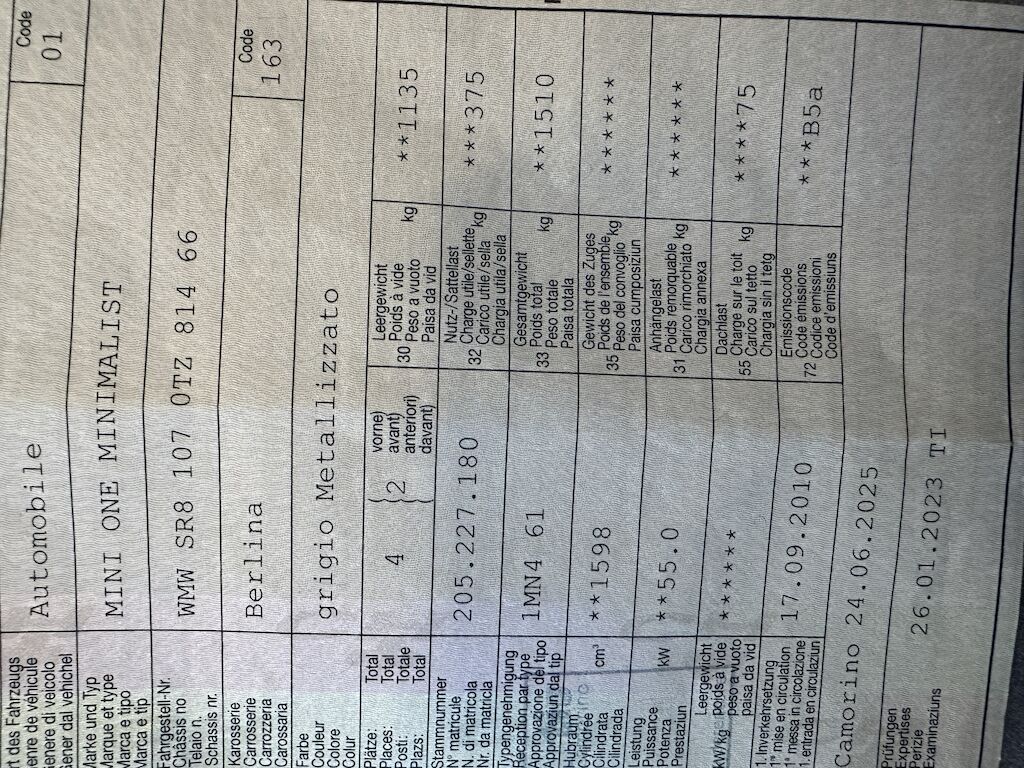 Art des Fahrzeugs
Genre de véhicule
Genere di veicolo
Gener dal vehichel
Automobile
Code
01
Marke und Typ
Marque et type
Marca e tipo
Marca e tip
MINI ONE MINIMALIST
Fahrgestell-Nr.
Châssis no
Telaio n.
Schassis nr.
WMW SR8 107 0TZ 814 66
Karosserie
Carrosserie
Carrozzeria
Carossaria
Berlina
Code
163
Farbe
Couleur
Colore
Colur
grigio Metallizzato
Plätze: Total
Places: Total
Posti: Totale
Plazs: Total
4
2
vorne)
avant)
anteriori)
davant)
30 Leergewicht
Poids à vide
Peso a vuoto
Paisa da vid
kg
**1135
Stammnummer
N° matricule
N. di matricola
Nr. da matricla
205.227.180
32 Nutz-/Sattellast
Charge utile/sellette
Carico utile/sella
Chargia utila/sella
kg
***375
Typengenehmigung
Réception par type
Approvazione del tipo
Approvaziun dal tip
1MN4 61
33 Gesamtgewicht
Poids total
Peso totale
Paisa totala
kg
**1510
Hubraum
Cylindrée
Cilindrata
Cilindrada
cm³
**1598
35 Gewicht des Zuges
Poids de l'ensemble
Peso del convoglio
Paisa cumposiziun
kg
******
Leistung
Puissance
Potenza
Prestaziun
kW
**55.0
31 Anhängelast
Poids remorquable
Carico rimorchiato
Chargia annexa
kg
******
kW/kg
Leergewicht
poids à vide
peso a vuoto
paisa da vid
******
55 Dachlast
Charge sur le toit
Carico sul tetto
Chargia sin il tetg
kg
****75
1. Inverkehrsetzung
1re mise en circulation
1a messa in circolazione
1. entrada en circulaziun
17.09.2010
72 Emissionscode
Code émissions
Codice emissioni
Code d'emissiuns
***B5a
Camorino 24.06.2025
Prüfungen
Expertises
Perizie
Examinaziuns
26.01.2023 TI